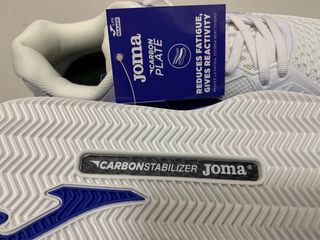 Joma
CARBON
PLATE
REDUCES FATIGUE,
GIVES REACTIVITY
CARBONSTABILIZER Joma®